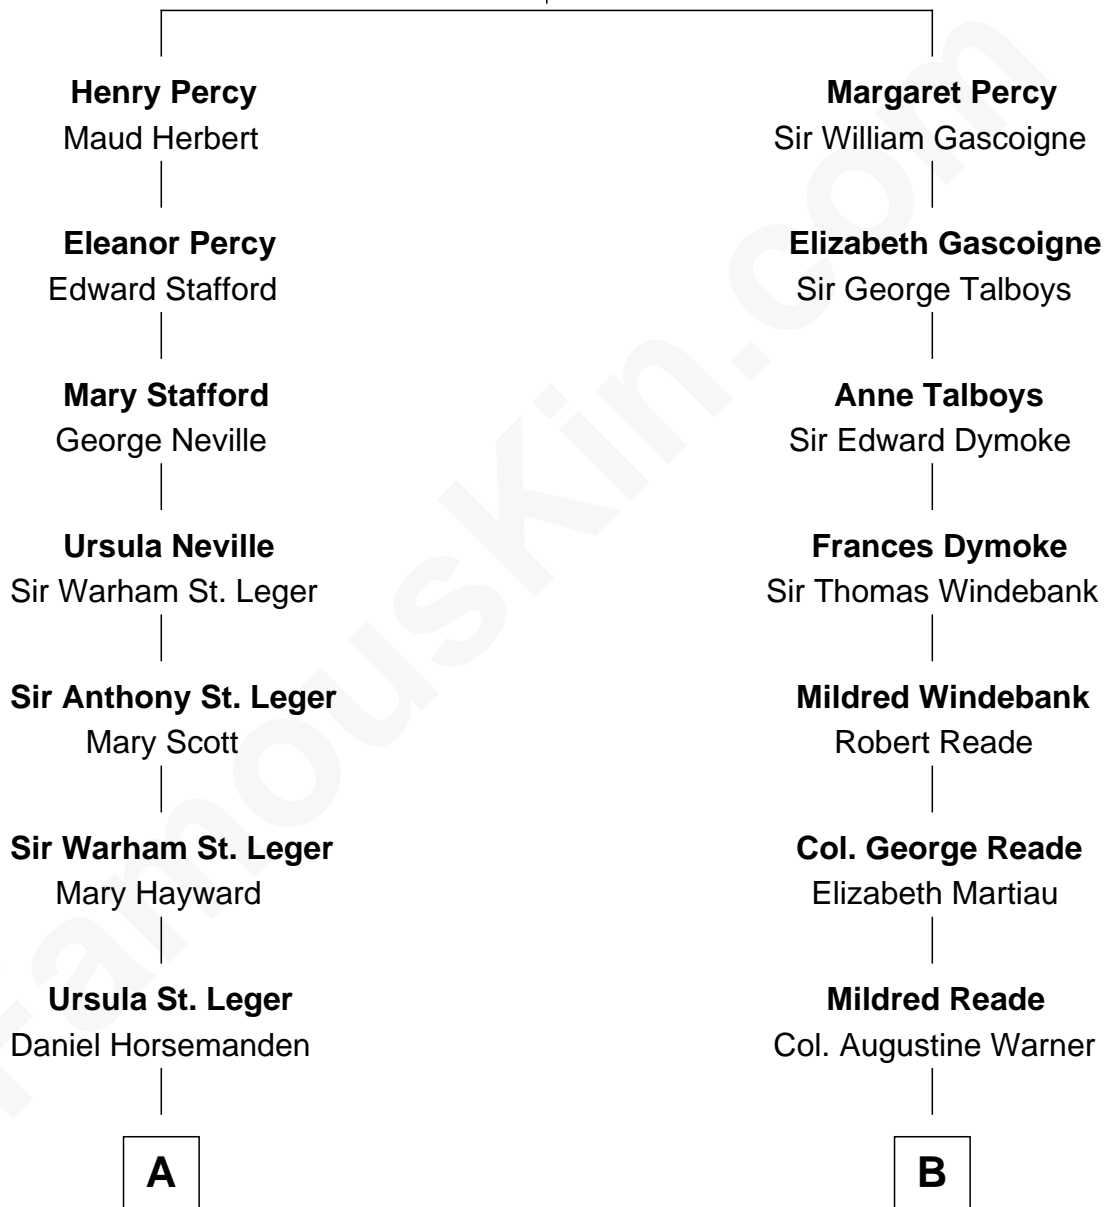 Henry Percy
Maud Herbert
Eleanor Percy
Edward Stafford
Mary Stafford
George Neville
Ursula Neville
Sir Warham St. Leger
Sir Anthony St. Leger
Mary Scott
Sir Warham St. Leger
Mary Hayward
Ursula St. Leger
Daniel Horsemanden
A
Margaret Percy
Sir William Gascoigne
Elizabeth Gascoigne
Sir George Talboys
Anne Talboys
Sir Edward Dymoke
Frances Dymoke
Sir Thomas Windebank
Mildred Windebank
Robert Reade
Col. George Reade
Elizabeth Martiau
Mildred Reade
Col. Augustine Warner
B
FamousKin.com